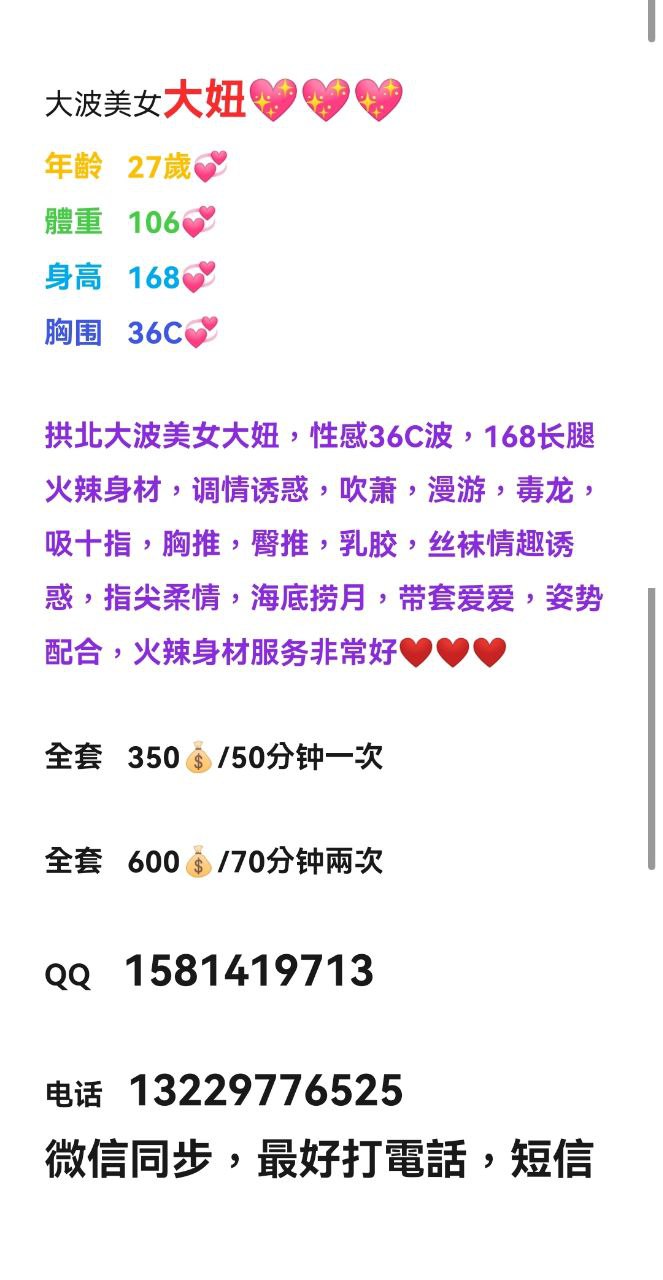 大波美女大妞💖💖💖
年齡 27歲💞
體重 106💞
身高 168💞
胸围 36C💞
拱北大波美女大妞，性感36C波，168长腿
火辣身材，调情诱惑，吹萧，漫游，毒龙，
吸十指，胸推，臀推，乳胶，丝袜情趣诱
惑，指尖柔情，海底捞月，带套爱爱，姿势
配合，火辣身材服务非常好❤️❤️❤️
全套 350💰/50分钟一次
全套 600💰/70分钟兩次
QQ 1581419713
电话 13229776525
微信同步，最好打電話，短信